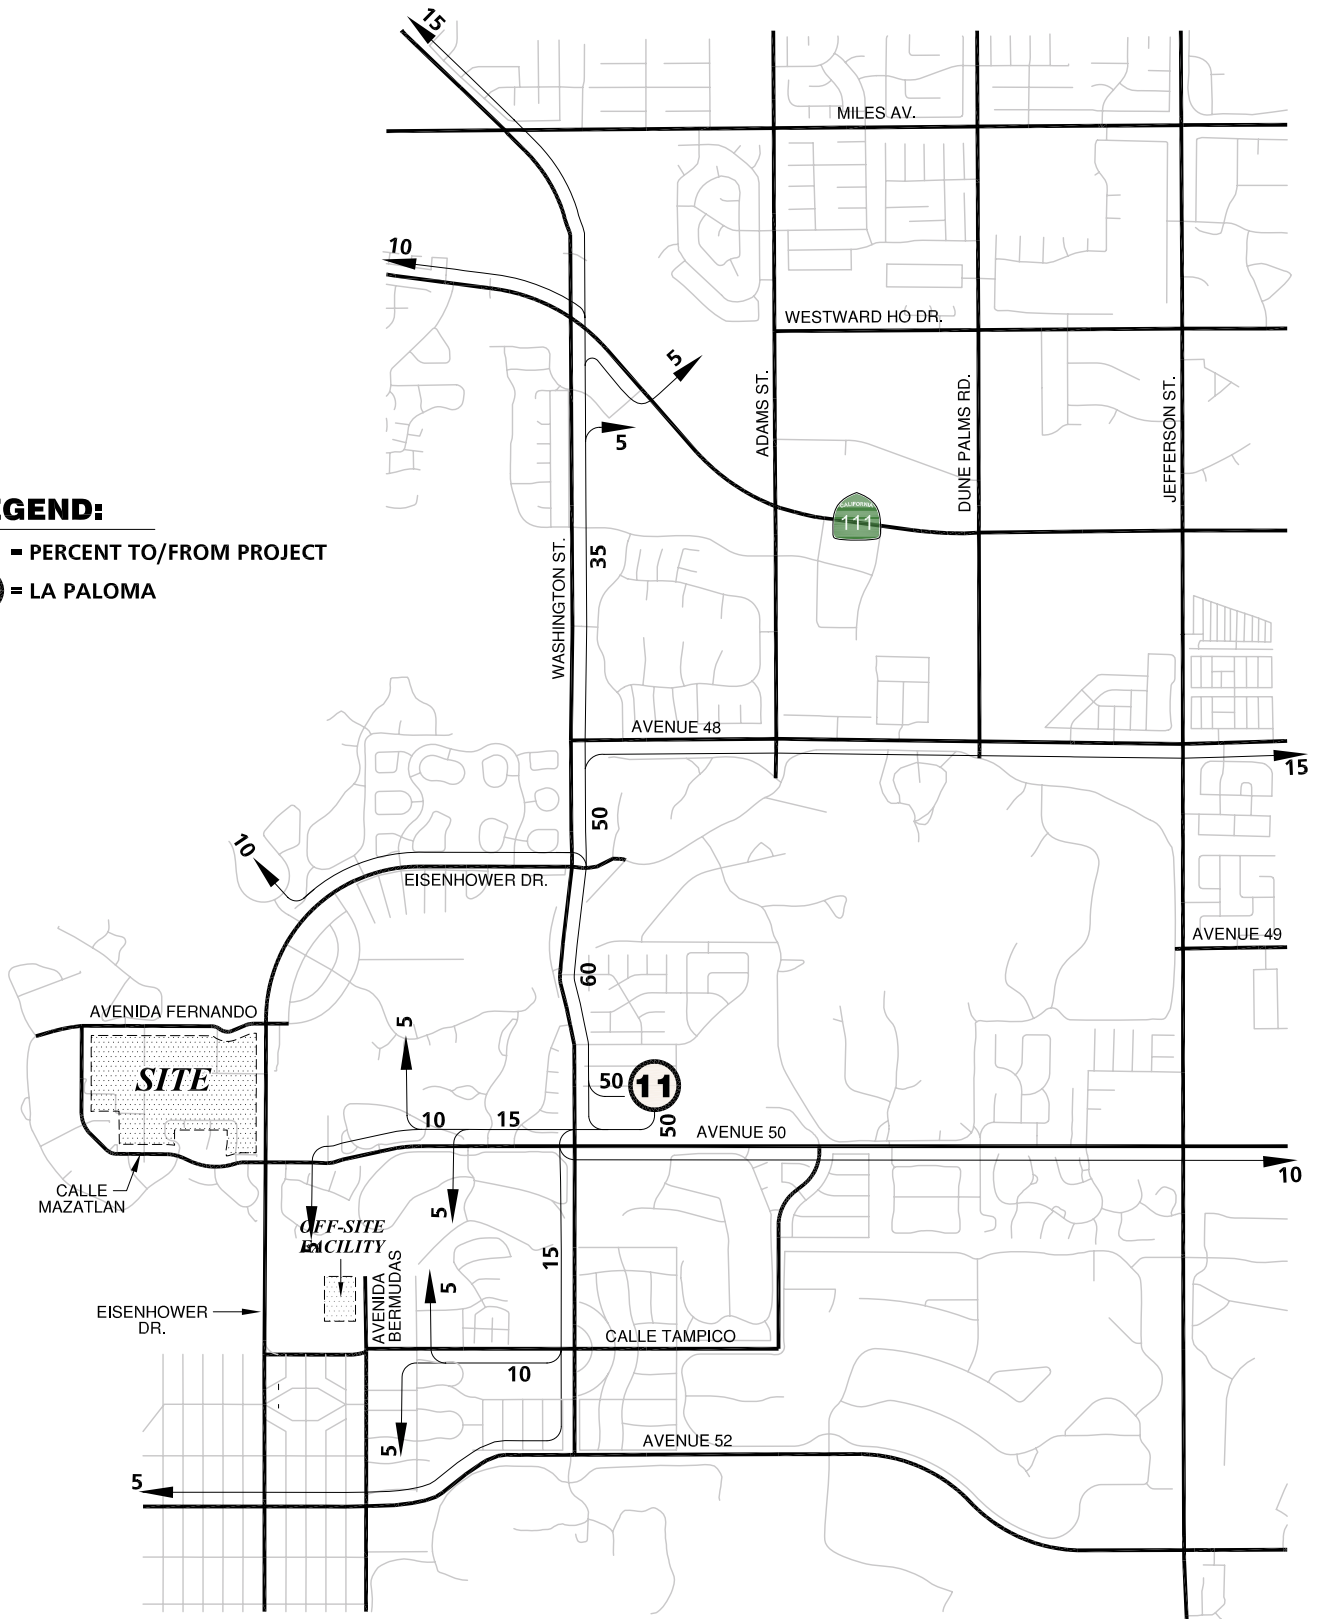 15
MILES AV.
10
WESTWARD HO DR.
5
ADAMS ST.
DUNE PALMS RD.
JEFFERSON ST.
5
EGEND:
= PERCENT TO/FROM PROJECT
= LA PALOMA
CALIFORNIA
111
35
WASHINGTON ST.
AVENUE 48
15
50
10
EISENHOWER DR.
AVENUE 49
60
AVENIDA FERNANDO
5
SITE
50
11
50
10
15
AVENUE 50
10
CALLE
MAZATLAN
5
OFF-SITE
FACILITY
5
15
AVENIDA
BERMUDAS
5
EISENHOWER
DR.
CALLE TAMPICO
10
5
AVENUE 52
5